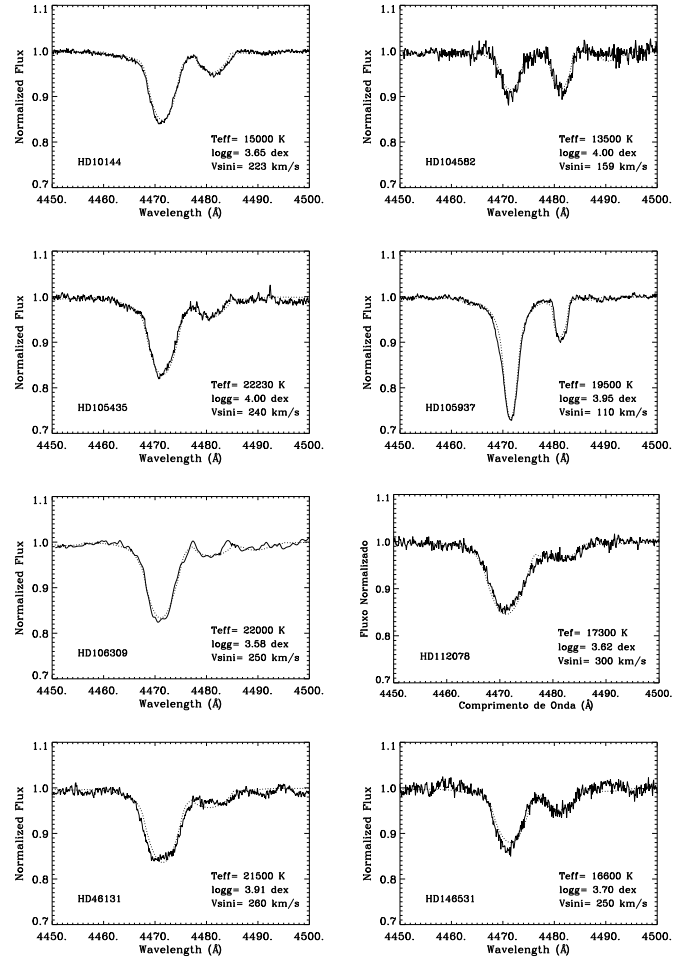 1.1
1.0
0.9
0.8
0.7
Normalized Flux
HD10144
Teff= 15000 K
logg= 3.65 dex
Vsini= 223 km/s
4450. 4460. 4470. 4480. 4490. 4500.
Wavelength (Å)
1.1
1.0
0.9
0.8
0.7
Normalized Flux
HD104582
Teff= 13500 K
logg= 4.00 dex
Vsini= 159 km/s
4450. 4460. 4470. 4480. 4490. 4500.
Wavelength (Å)
1.1
1.0
0.9
0.8
0.7
Normalized Flux
HD105435
Teff= 22230 K
logg= 4.00 dex
Vsini= 240 km/s
4450. 4460. 4470. 4480. 4490. 4500.
Wavelength (Å)
1.1
1.0
0.9
0.8
0.7
Normalized Flux
HD105937
Teff= 19500 K
logg= 3.95 dex
Vsini= 110 km/s
4450. 4460. 4470. 4480. 4490. 4500.
Wavelength (Å)
1.1
1.0
0.9
0.8
0.7
Normalized Flux
HD106309
Teff= 22000 K
logg= 3.58 dex
Vsini= 250 km/s
4450. 4460. 4470. 4480. 4490. 4500.
Wavelength (Å)
1.1
1.0
0.9
0.8
0.7
Fluxo Normalizado
HD112078
Tef= 17300 K
logg= 3.62 dex
Vsini= 300 km/s
4450. 4460. 4470. 4480. 4490. 4500.
Comprimento de Onda (Å)
1.1
1.0
0.9
0.8
0.7
Normalized Flux
HD46131
Teff= 21500 K
logg= 3.91 dex
Vsini= 260 km/s
4450. 4460. 4470. 4480. 4490. 4500.
Wavelength (Å)
1.1
1.0
0.9
0.8
0.7
Normalized Flux
HD146531
Teff= 16600 K
logg= 3.70 dex
Vsini= 250 km/s
4450. 4460. 4470. 4480. 4490. 4500.
Wavelength (Å)